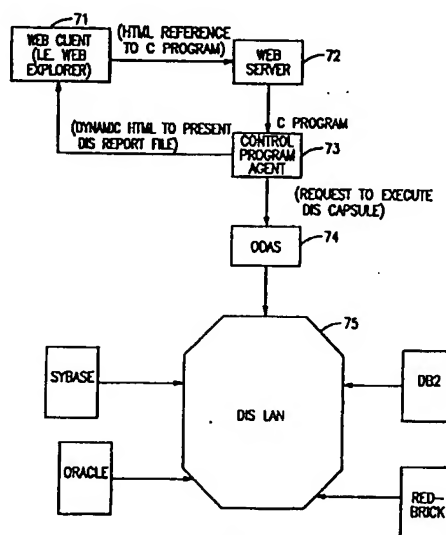 71
WEB CLIENT
(I.E. WEB
EXPLORER)
(HTML REFERENCE
TO C PROGRAM)
WEB
SERVER
72
(DYNAMIC HTML TO PRESENT
DIS REPORT FILE)
C PROGRAM
CONTROL
PROGRAM
AGENT
73
(REQUEST TO EXECUTE
DIS CAPSULE)
ODAS
74
75
SYBASE
DIS LAN
DB2
ORACLE
RED-
BRICK